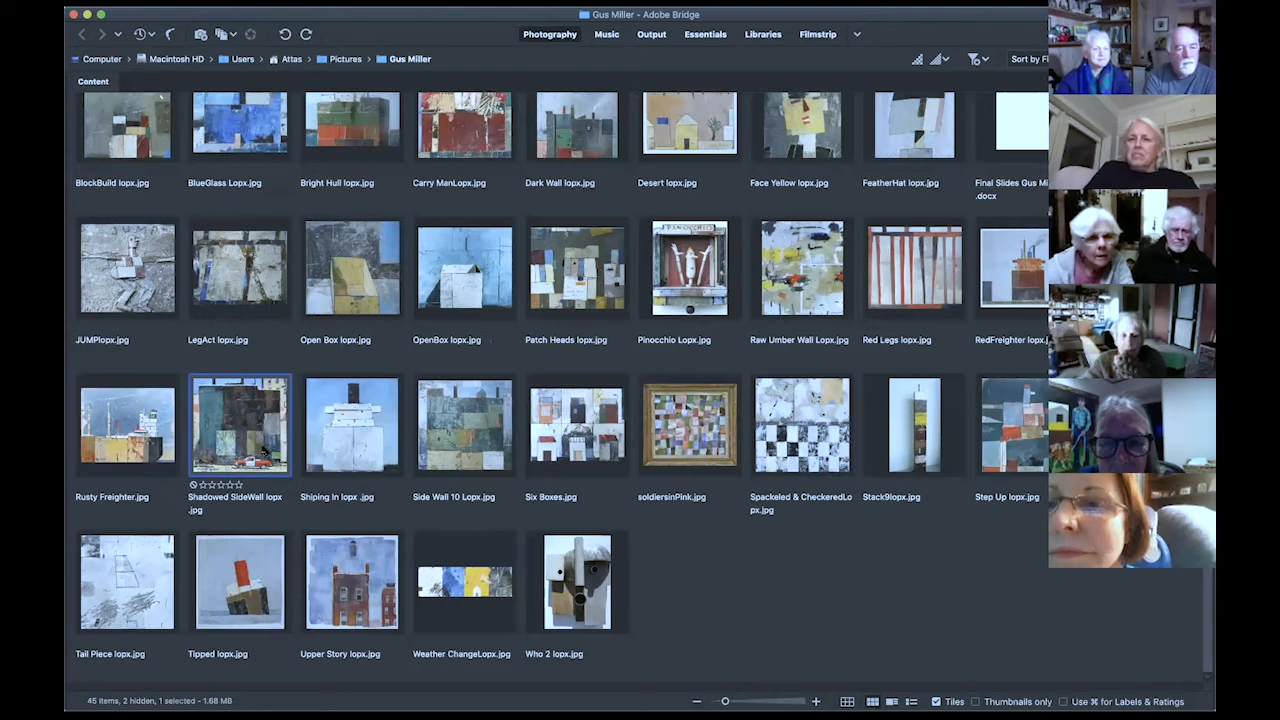 Gus Miller - Adobe Bridge
Photography Music Output Essentials Libraries Filmstrip
Computer Macintosh HD Users Attas Pictures Gus Miller
Sort by Fi
Content
BlockBuild lopx.jpg BlueGlass Lopx.jpg Bright Hull lopx.jpg Carry ManLopx.jpg Dark Wall lopx.jpg Desert lopx.jpg Face Yellow lopx.jpg FeatherHat lopx.jpg Final Slides Gus Mi
.docx
PINOCCHIO
JUMPlopx.jpg LegAct lopx.jpg Open Box lopx.jpg OpenBox lopx.jpg Patch Heads lopx.jpg Pinocchio Lopx.jpg Raw Umber Wall Lopx.jpg Red Legs lopx.jpg RedFreighter lopx.j
Rusty Freighter.jpg Shadowed SideWall lopx Shiping In lopx .jpg Side Wall 10 Lopx.jpg Six Boxes.jpg soldiersinPink.jpg Spackeled & CheckeredLo Stack9lopx.jpg Step Up lopx.jpg
.jpg px.jpg
Tail Piece lopx.jpg Tipped lopx.jpg Upper Story lopx.jpg Weather ChangeLopx.jpg Who 2 lopx.jpg
45 items, 2 hidden, 1 selected - 1.68 MB
Tiles Thumbnails only Use ⌘ for Labels & Ratings